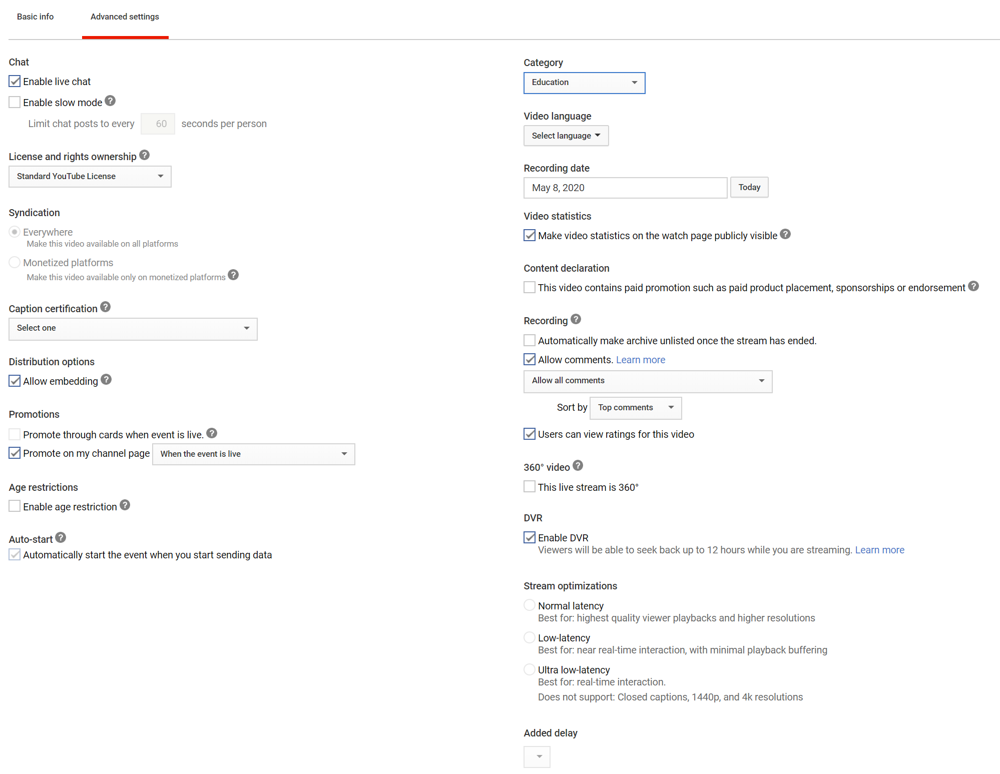 Basic info
Advanced settings
Chat
Enable live chat
Enable slow mode ?
Limit chat posts to every 60 seconds per person
License and rights ownership ?
Standard YouTube License
Syndication
Everywhere
Make this video available on all platforms
Monetized platforms
Make this video available only on monetized platforms ?
Caption certification ?
Select one
Distribution options
Allow embedding ?
Promotions
Promote through cards when event is live. ?
Promote on my channel page When the event is live
Age restrictions
Enable age restriction ?
Auto-start ?
Automatically start the event when you start sending data
Category
Education
Video language
Select language
Recording date
May 8, 2020 Today
Video statistics
Make video statistics on the watch page publicly visible ?
Content declaration
This video contains paid promotion such as paid product placement, sponsorships or endorsement ?
Recording ?
Automatically make archive unlisted once the stream has ended.
Allow comments. Learn more
Allow all comments
Sort by Top comments
Users can view ratings for this video
360° video ?
This live stream is 360°
DVR
Enable DVR
Viewers will be able to seek back up to 12 hours while you are streaming. Learn more
Stream optimizations
Normal latency
Best for: highest quality viewer playbacks and higher resolutions
Low-latency
Best for: near real-time interaction, with minimal playback buffering
Ultra low-latency
Best for: real-time interaction.
Does not support: Closed captions, 1440p, and 4k resolutions
Added delay